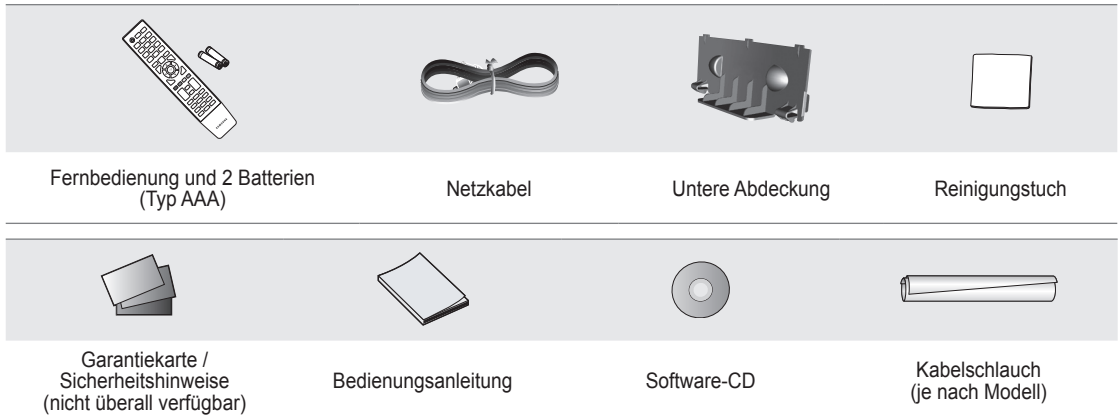 Fernbedienung und 2 Batterien
(Typ AAA)
Netzkabel
Untere Abdeckung
Reinigungstuch
Garantiekarte /
Sicherheitshinweise
(nicht überall verfügbar)
Bedienungsanleitung
Software-CD
Kabelschlauch
(je nach Modell)